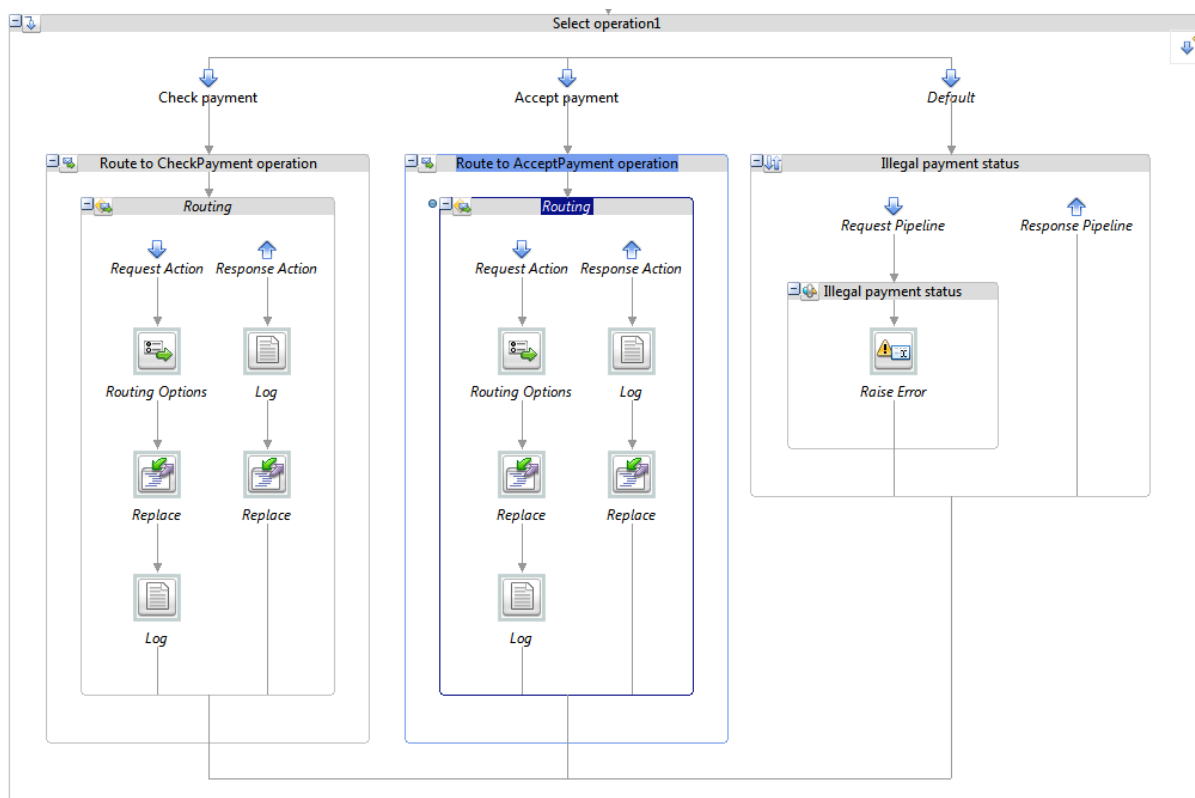 Select operation1
Check payment
Accept payment
Default
Route to CheckPayment operation
Route to AcceptPayment operation
Illegal payment status
Routing
Routing
Request Pipeline
Response Pipeline
Request Action
Response Action
Request Action
Response Action
Illegal payment status
Routing Options
Log
Routing Options
Log
Raise Error
Replace
Replace
Replace
Replace
Log
Log